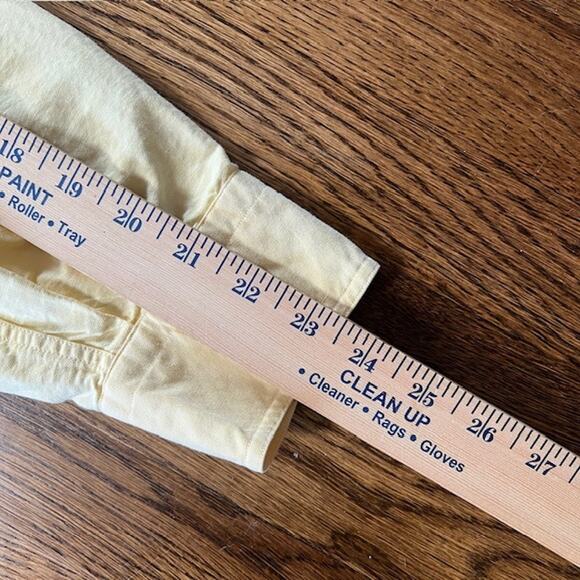 18 19 20 21 22 23 24 25 26 27
PAINT
• Roller • Tray
CLEAN UP
• Cleaner • Rags • Gloves